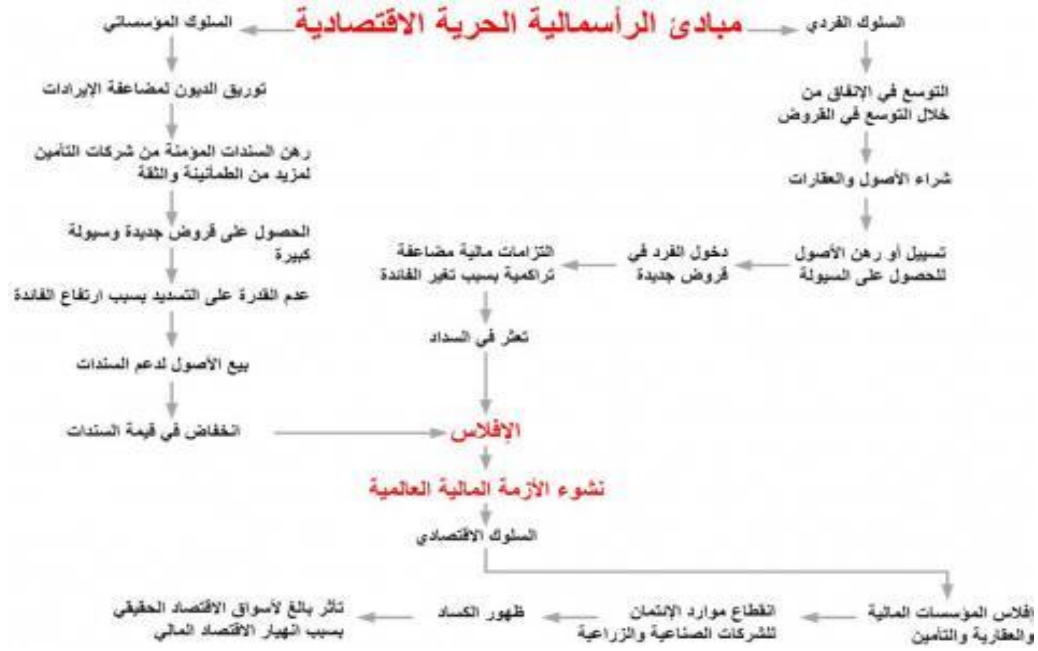 مبادئ الرأسمالية الحرية الاقتصادية
السلوك الفردي
التوسع في الإنفاق من
خلال التوسع في القروض
شراء الأصول والعقارات
تسييل أو رهن الأصول
للحصول على السيولة
دخول الفرد في
قروض جديدة
التزامات مالية مضاعفة
تراكمية بسبب تغير الفائدة
تعثر في السداد
السلوك المؤسساتي
توريق الديون لمضاعفة الإيرادات
رهن السندات المؤمنة من شركات التأمين
لمزيد من الطمأنينة والثقة
الحصول على قروض جديدة وسيولة
كبيرة
عدم القدرة على التسديد بسبب ارتفاع الفائدة
بيع الأصول لدعم السندات
انخفاض في قيمة السندات
الإفلاس
نشوء الأزمة المالية العالمية
السلوك الاقتصادي
إفلاس المؤسسات المالية
والعقارية والتأمين
انقطاع موارد الإئتمان
للشركات الصناعية والزراعية
ظهور الكساد
تأثر بالغ لأسواق الاقتصاد الحقيقي
بسبب انهيار الاقتصاد المالي